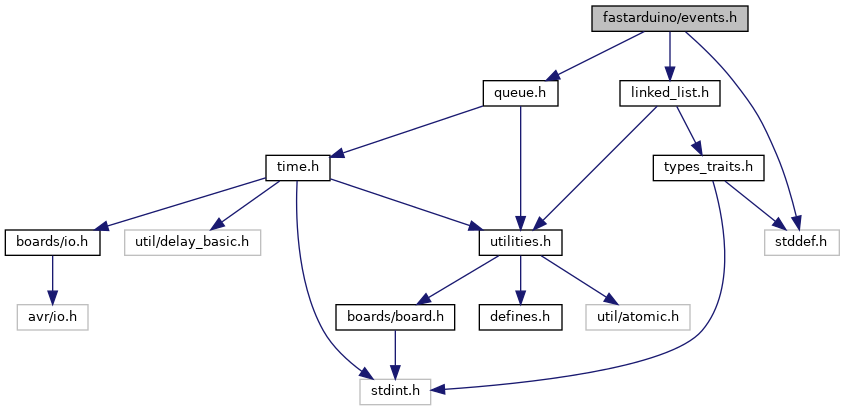 fastarduino/events.h
queue.h
linked_list.h
time.h
types_traits.h
boards/io.h
util/delay_basic.h
utilities.h
stddef.h
avr/io.h
boards/board.h
defines.h
util/atomic.h
stdint.h